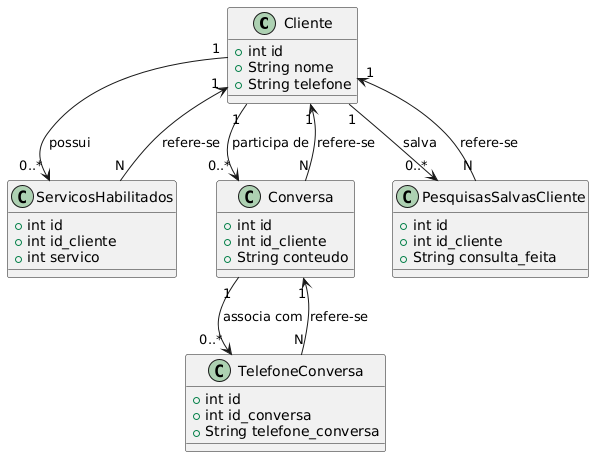 C Cliente
int id
String nome
String telefone
1
1
1
1
1
1
possui
refere-se
participa de
refere-se
salva
refere-se
0..*
N
0..*
N
0..*
N
C ServicosHabilitados
int id
int id_cliente
int servico
C Conversa
int id
int id_cliente
String conteudo
C PesquisasSalvasCliente
int id
int id_cliente
String consulta_feita
1
1
associa com
refere-se
0..*
N
C TelefoneConversa
int id
int id_conversa
String telefone_conversa